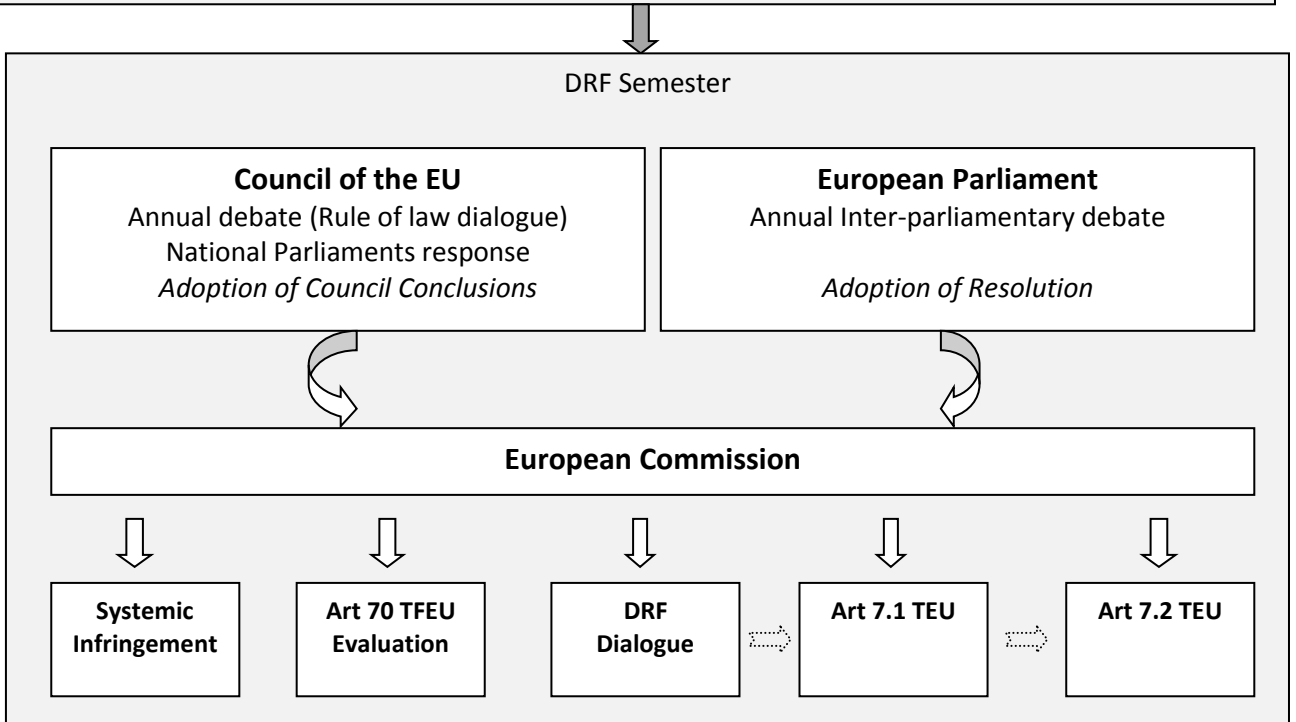 DRF Semester
Council of the EU
Annual debate (Rule of law dialogue)
National Parliaments response
Adoption of Council Conclusions
European Parliament
Annual Inter-parliamentary debate
Adoption of Resolution
European Commission
Systemic
Infringement
Art 70 TFEU
Evaluation
DRF
Dialogue
Art 7.1 TEU
Art 7.2 TEU